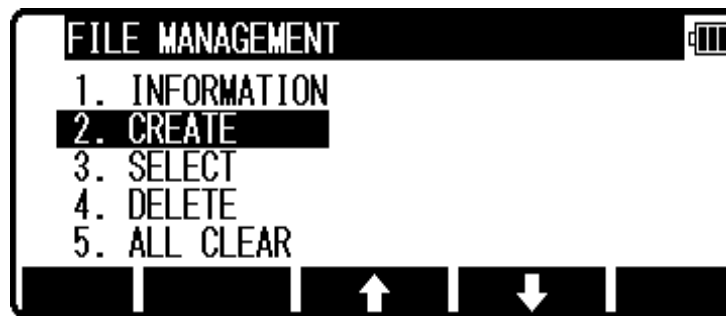 FILE MANAGEMENT
1. INFORMATION
2. CREATE
3. SELECT
4. DELETE
5. ALL CLEAR